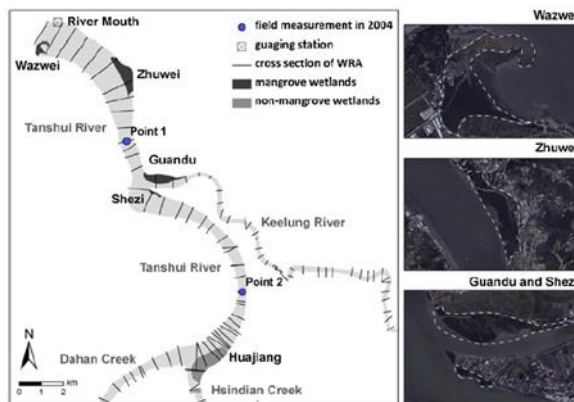 River Mouth
Wazwei
Zhuwei
Tanshui River
Point 1
Guandu
Shezi
Keelung River
Tanshui River
Point 2
Huajiang
Dahan Creek
Hsindian Creek
N
0 1 2 km
field measurement in 2004
guaging station
cross section of WRA
mangrove wetlands
non-mangrove wetlands
Wazwei
Zhuwei
Guandu and Shez